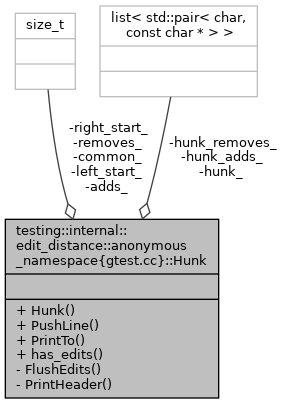 size_t
list< std::pair< char,
const char * > >
-right_start_
-removes_
-common_
-left_start_
-adds_
-hunk_removes_
-hunk_adds_
-hunk_
testing::internal::
edit_distance::anonymous
_namespace{gtest.cc}::Hunk
+ Hunk()
+ PushLine()
+ PrintTo()
+ has_edits()
- FlushEdits()
- PrintHeader()